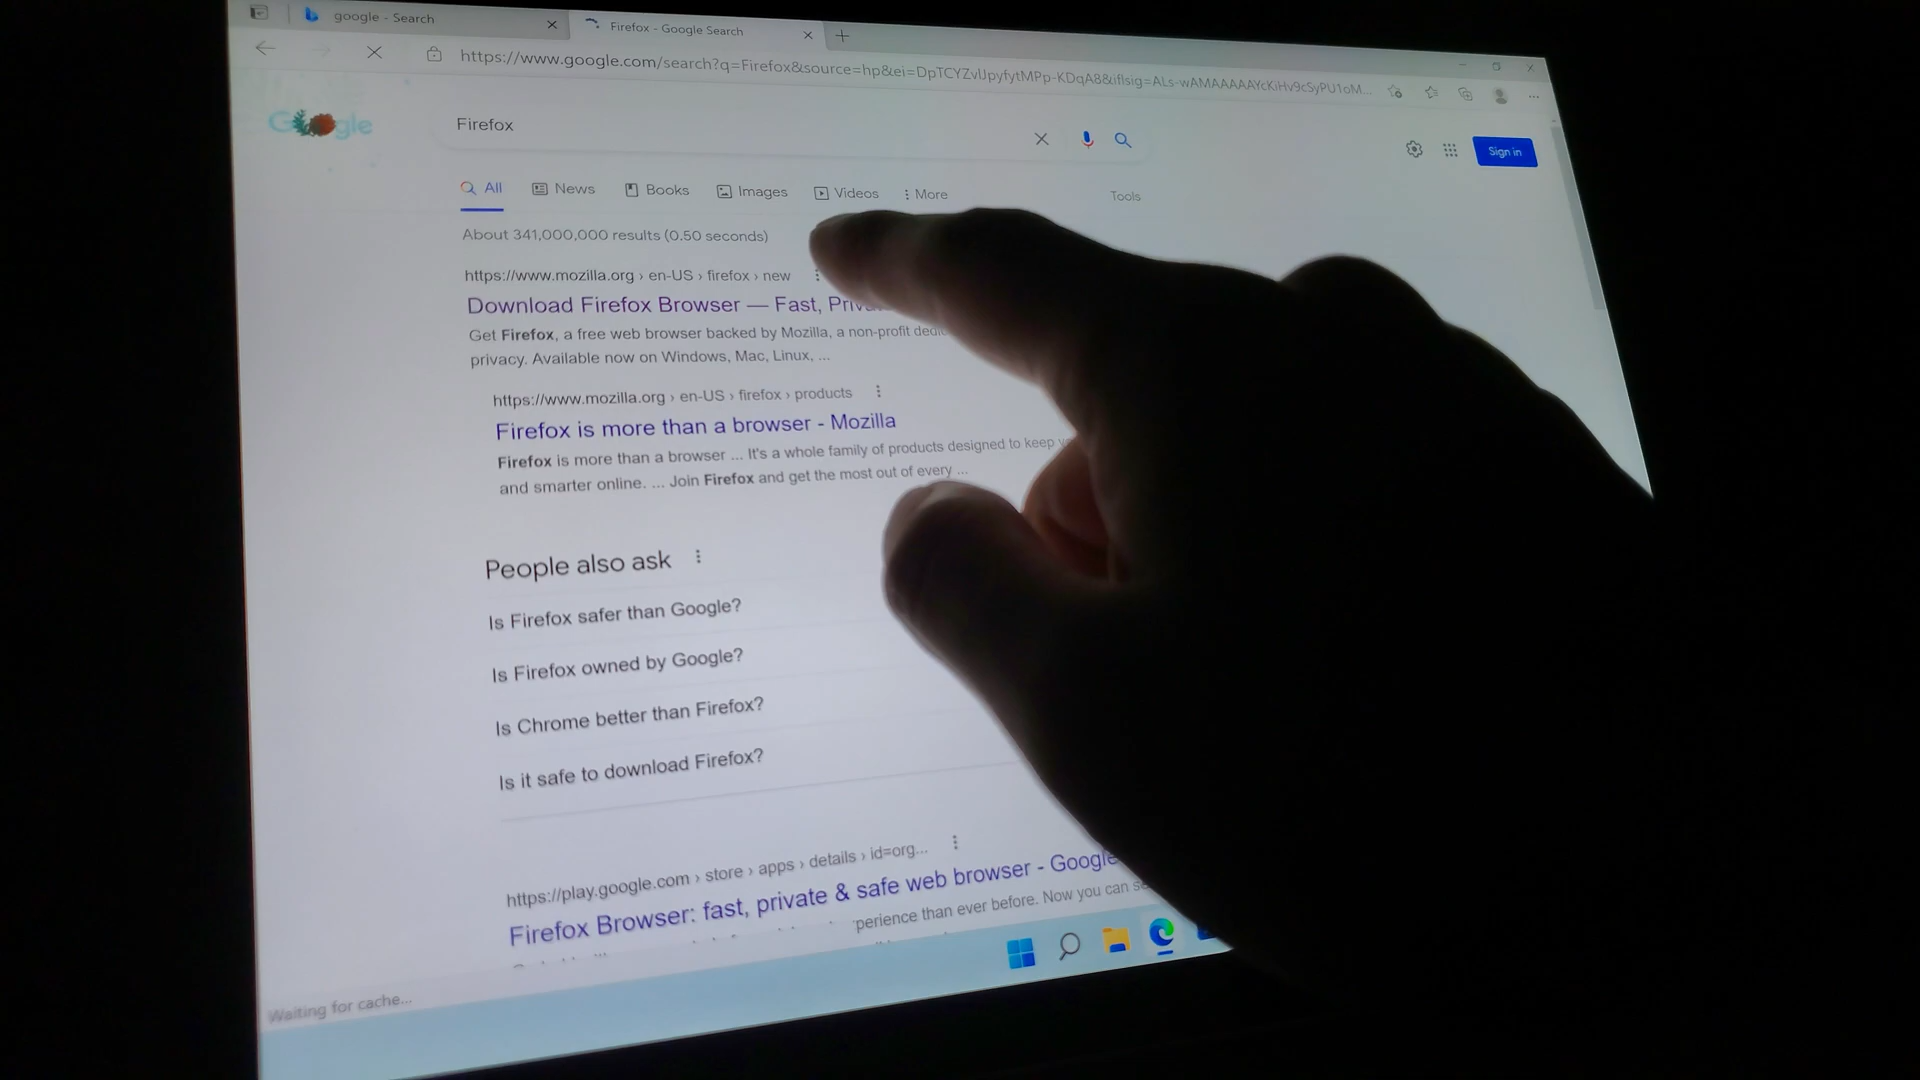 google - Search
Firefox - Google Search
https://www.google.com/search?q=Firefox&source=hp&ei=DpTCYZvUpyfytMPp-KDqA8&iflsig=ALs-wAMAAAAAYcKiHv9cSyPU1oM...
Google
Firefox
Sign in
All News Books Images Videos More Tools
About 341,000,000 results (0.50 seconds)
https://www.mozilla.org › en-US › firefox › new
Download Firefox Browser — Fast,
Get Firefox, a free web browser backed by Mozilla, a non-profit
privacy. Available now on Windows, Mac, Linux, ...
https://www.mozilla.org › en-US › firefox › products
Firefox is more than a browser - Mozilla
Firefox is more than a browser ... It's a whole family of products designed to keep
and smarter online. ... Join Firefox and get the most out of every ...
People also ask
Is Firefox safer than Google?
Is Firefox owned by Google?
Is Chrome better than Firefox?
Is it safe to download Firefox?
https://play.google.com › store › apps › details › id=org...
Firefox Browser: fast, private & safe web browser - Google
perience than ever before. Now you can
Waiting for cache...